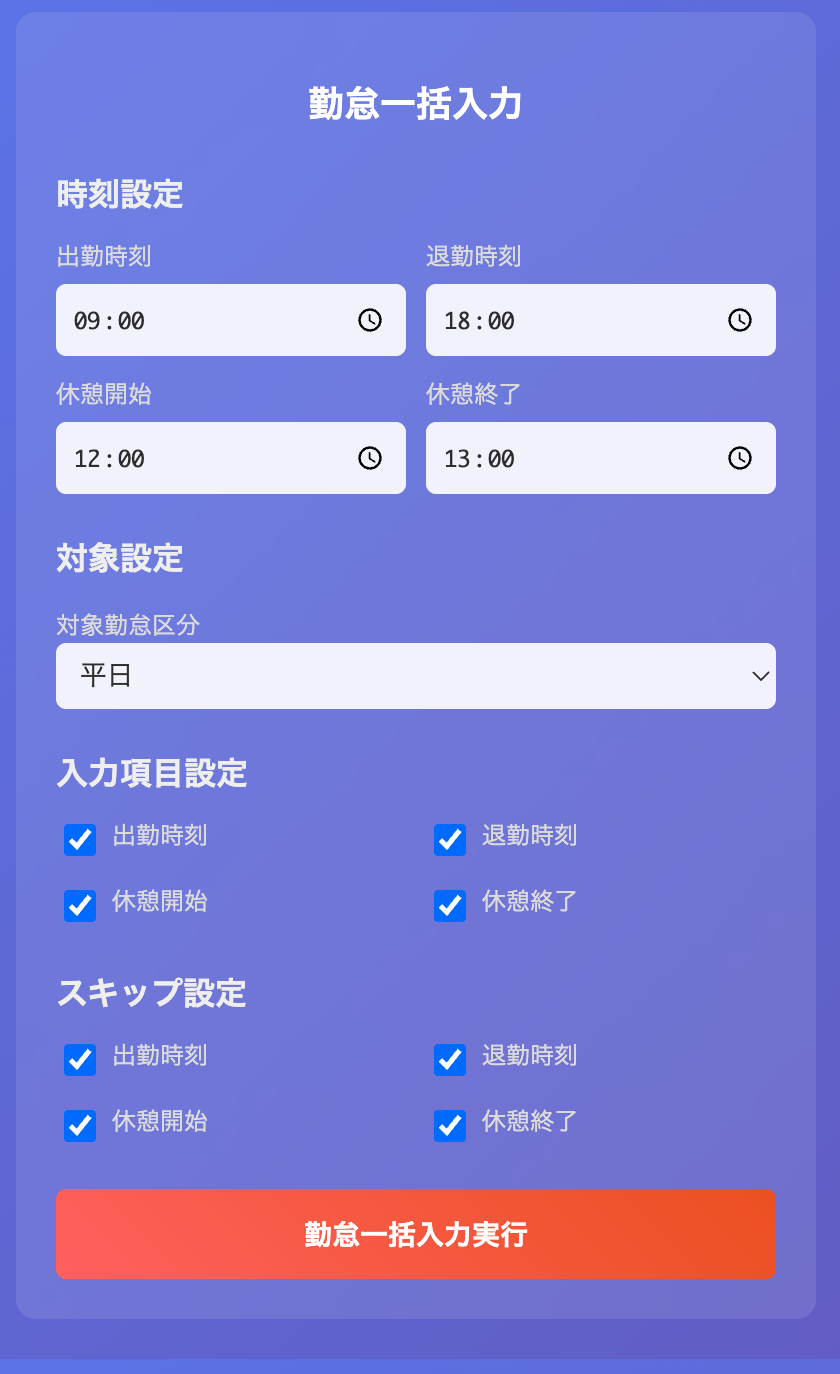 勤怠一括入力
時刻設定
出勤時刻 退勤時刻
09:00 18:00
休憩開始 休憩終了
12:00 13:00
対象設定
対象勤怠区分
平日
入力項目設定
出勤時刻 退勤時刻
休憩開始 休憩終了
スキップ設定
出勤時刻 退勤時刻
休憩開始 休憩終了
勤怠一括入力実行